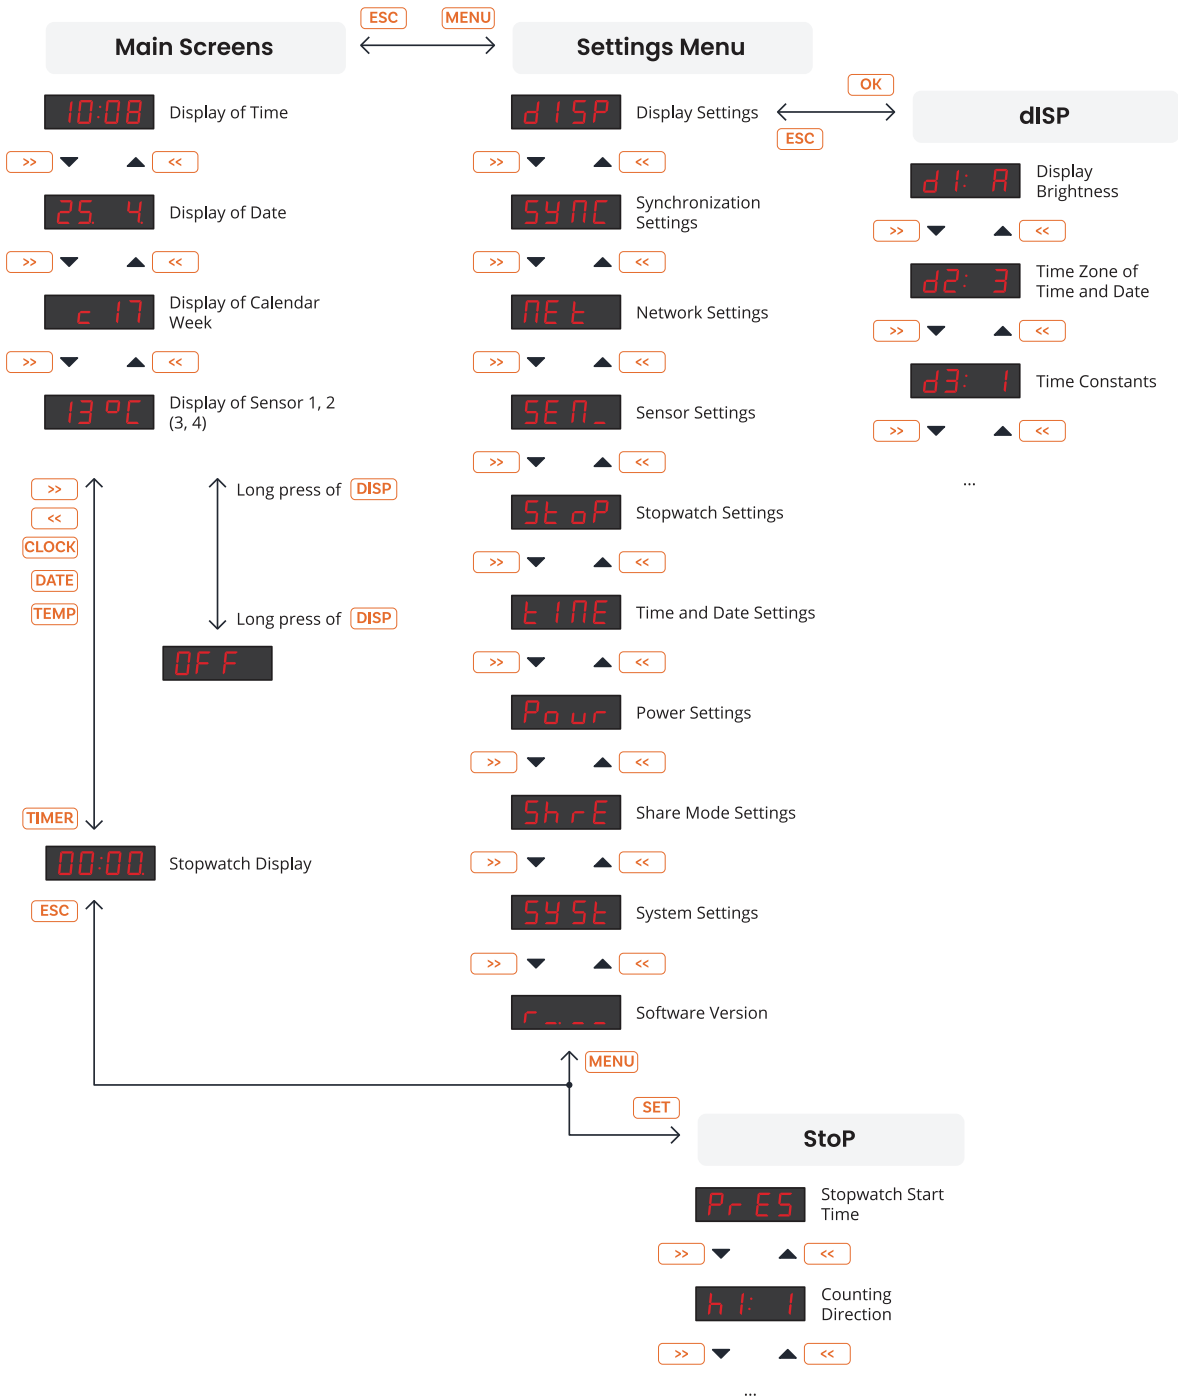 ESC
MENU
Main Screens
Settings Menu
OK
ESC
dISP
10:08
Display of Time
>>
<<
25. 4.
Display of Date
>>
<<
c 17
Display of Calendar
Week
>>
<<
13 °C
Display of Sensor 1, 2
(3, 4)
>>
<<
CLOCK
DATE
TEMP
Long press of DISP
Long press of DISP
OFF
TIMER
00:00.
Stopwatch Display
ESC
dISP
Display Settings
>>
<<
SYNC
Synchronization
Settings
>>
<<
NEt
Network Settings
>>
<<
SEN_
Sensor Settings
>>
<<
StoP
Stopwatch Settings
>>
<<
tIME
Time and Date Settings
>>
<<
Pour
Power Settings
>>
<<
ShrE
Share Mode Settings
>>
<<
SYSt
System Settings
>>
<<
r _._ _
Software Version
MENU
SET
d1: A
Display
Brightness
>>
<<
d2: 3
Time Zone of
Time and Date
>>
<<
d3: 1
Time Constants
>>
<<
...
StoP
PrES
Stopwatch Start
Time
>>
<<
h1: 1
Counting
Direction
>>
<<
...